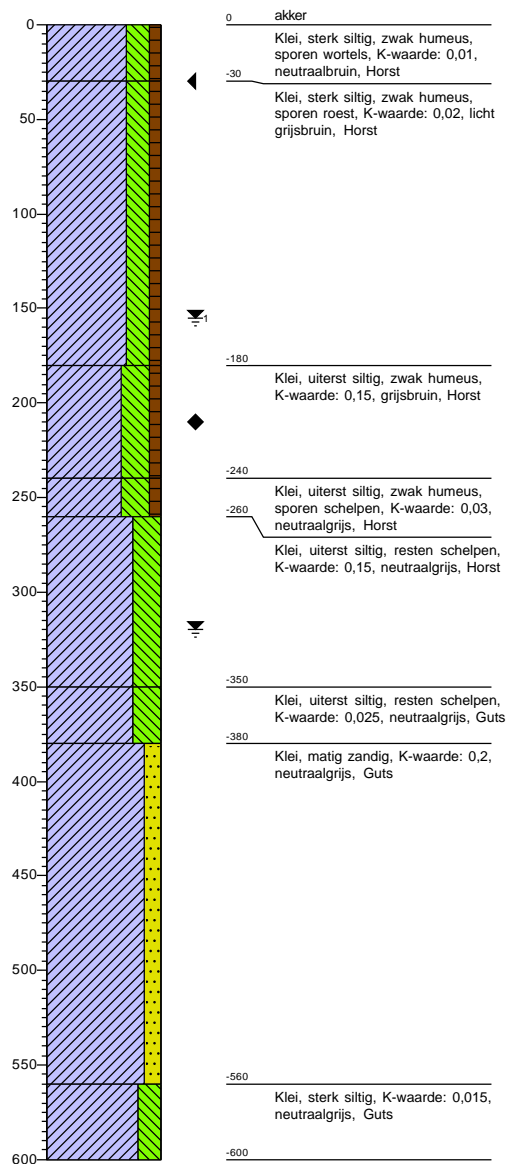 0
50
100
150
200
250
300
350
400
450
500
550
600
1
0
akker
Klei, sterk siltig, zwak humeus,
sporen wortels, K-waarde: 0,01,
neutraalbruin, Horst
-30
Klei, sterk siltig, zwak humeus,
sporen roest, K-waarde: 0,02, licht
grijsbruin, Horst
-180
Klei, uiterst siltig, zwak humeus,
K-waarde: 0,15, grijsbruin, Horst
-240
Klei, uiterst siltig, zwak humeus,
sporen schelpen, K-waarde: 0,03,
neutraalgrijs, Horst
-260
Klei, uiterst siltig, resten schelpen,
K-waarde: 0,15, neutraalgrijs, Horst
-350
Klei, uiterst siltig, resten schelpen,
K-waarde: 0,025, neutraalgrijs, Guts
-380
Klei, matig zandig, K-waarde: 0,2,
neutraalgrijs, Guts
-560
Klei, sterk siltig, K-waarde: 0,015,
neutraalgrijs, Guts
-600